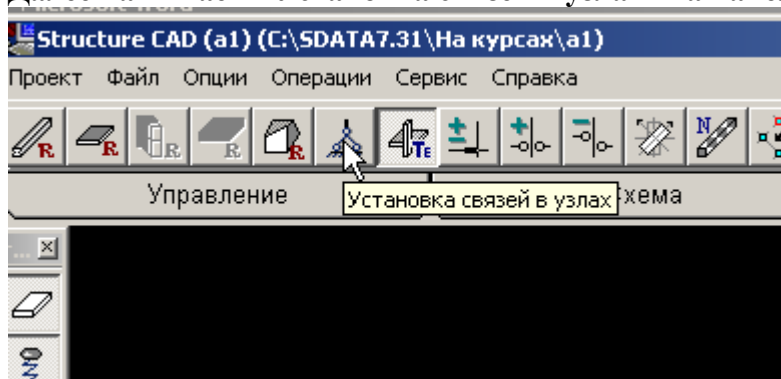 Structure CAD (a1) (C:\SDATA7.31\На курсах\a1)
Проект Файл Опции Операции Сервис Справка
R R R R R TE N
Управление Установка связей в узлах хема
...